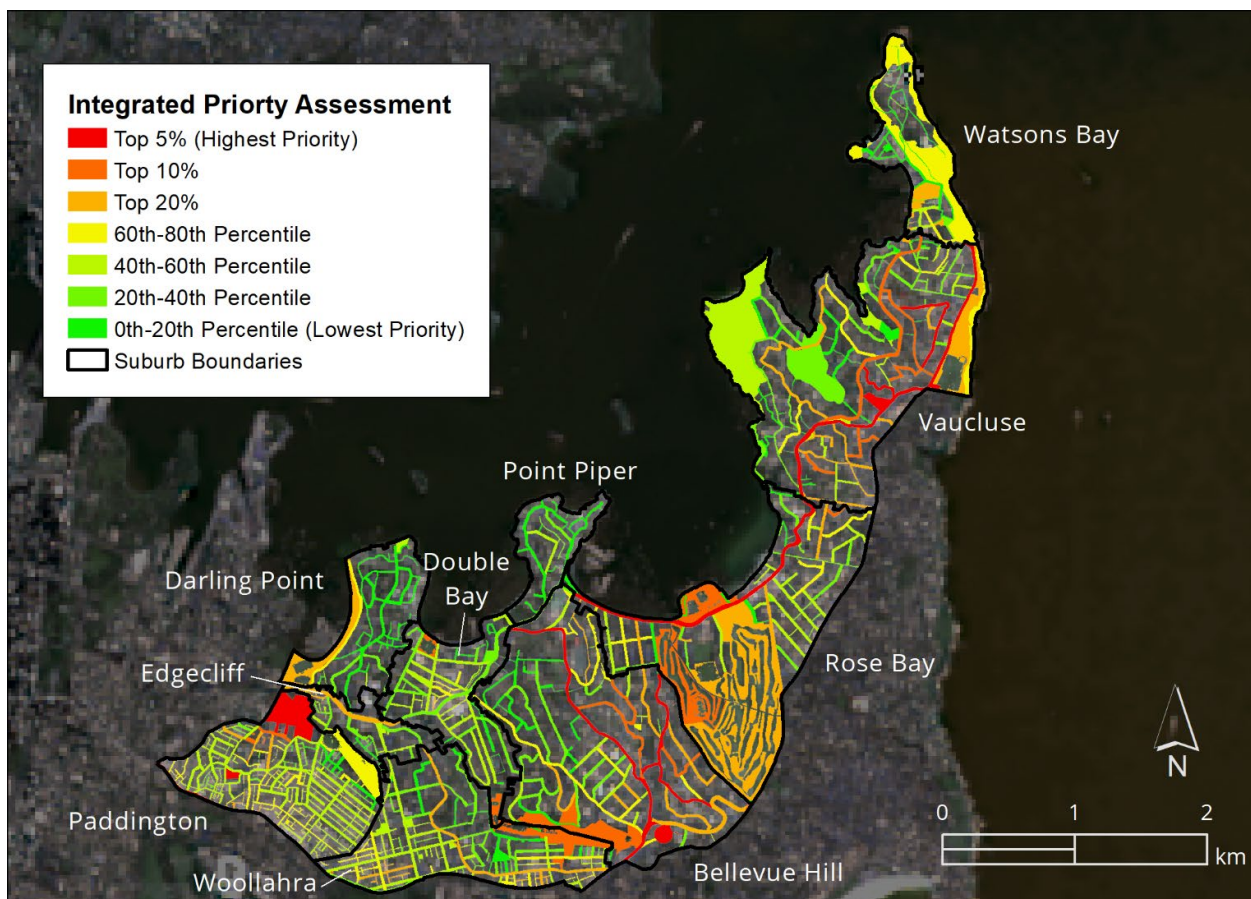 Integrated Priorty Assessment
Top 5% (Highest Priority)
Top 10%
Top 20%
60th-80th Percentile
40th-60th Percentile
20th-40th Percentile
0th-20th Percentile (Lowest Priority)
Suburb Boundaries
Watsons Bay
Vaucluse
Point Piper
Double
Bay
Darling Point
Edgecliff
Rose Bay
Paddington
Woollahra
Bellevue Hill
N
0 1 2
km